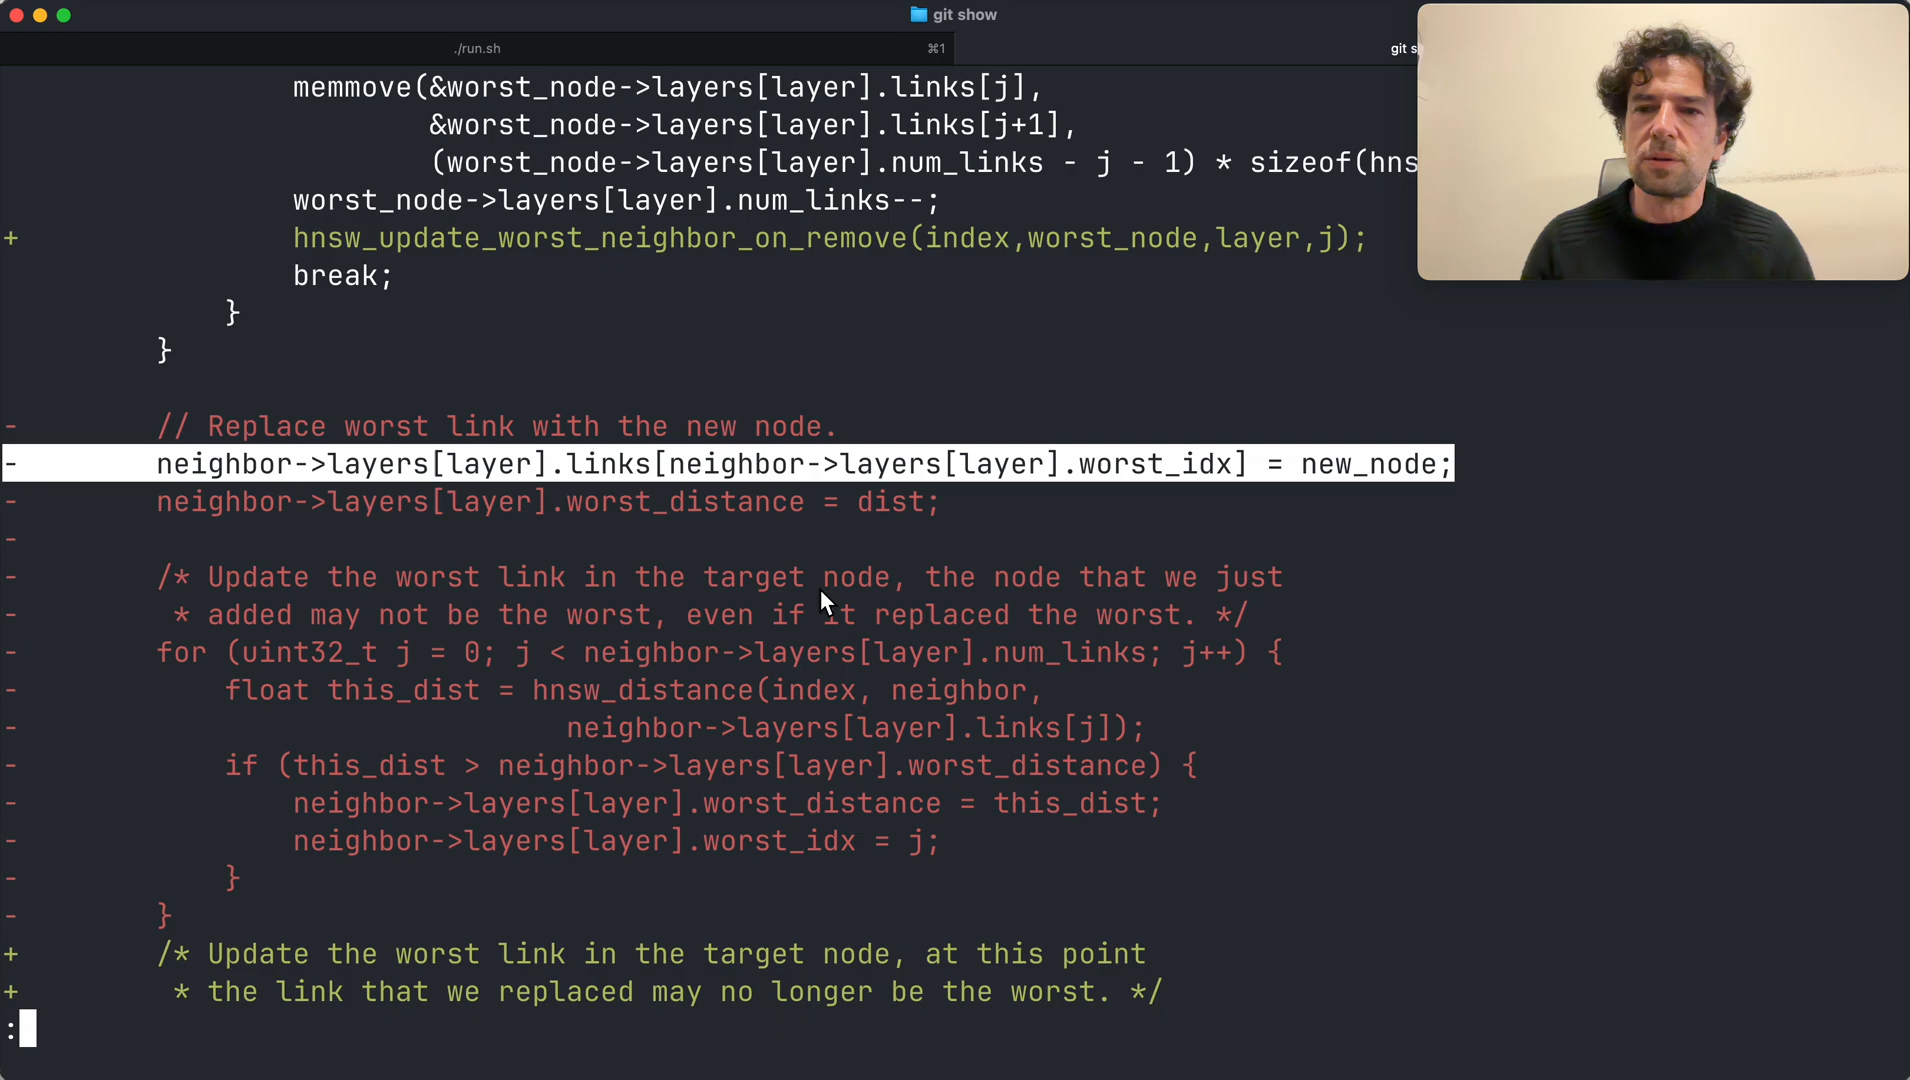 git show
./run.sh ⌘1 git s
memmove(&worst_node->layers[layer].links[j],
&worst_node->layers[layer].links[j+1],
(worst_node->layers[layer].num_links - j - 1) * sizeof(hns
worst_node->layers[layer].num_links--;
+ hnsw_update_worst_neighbor_on_remove(index,worst_node,layer,j);
break;
}
}
- // Replace worst link with the new node.
- neighbor->layers[layer].links[neighbor->layers[layer].worst_idx] = new_node;
- neighbor->layers[layer].worst_distance = dist;
-
- /* Update the worst link in the target node, the node that we just
- * added may not be the worst, even if it replaced the worst. */
- for (uint32_t j = 0; j < neighbor->layers[layer].num_links; j++) {
- float this_dist = hnsw_distance(index, neighbor,
- neighbor->layers[layer].links[j]);
- if (this_dist > neighbor->layers[layer].worst_distance) {
- neighbor->layers[layer].worst_distance = this_dist;
- neighbor->layers[layer].worst_idx = j;
- }
- }
+ /* Update the worst link in the target node, at this point
+ * the link that we replaced may no longer be the worst. */
: